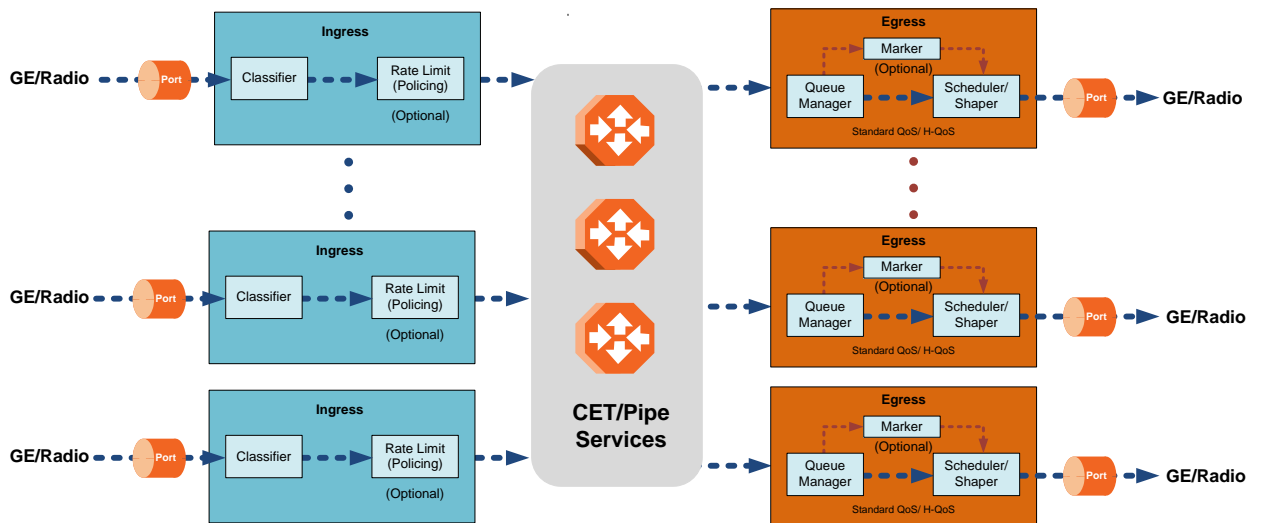 Ingress
GE/Radio
Port
Classifier
Rate Limit
(Policing)
(Optional)
Egress
Marker
(Optional)
Queue
Manager
Scheduler/
Shaper
Standard QoS/ H-QoS
Port
GE/Radio
Ingress
GE/Radio
Port
Classifier
Rate Limit
(Policing)
(Optional)
Egress
Marker
(Optional)
Queue
Manager
Scheduler/
Shaper
Standard QoS/ H-QoS
Port
GE/Radio
CET/Pipe
Services
Ingress
GE/Radio
Port
Classifier
Rate Limit
(Policing)
(Optional)
Egress
Marker
(Optional)
Queue
Manager
Scheduler/
Shaper
Standard QoS/ H-QoS
Port
GE/Radio